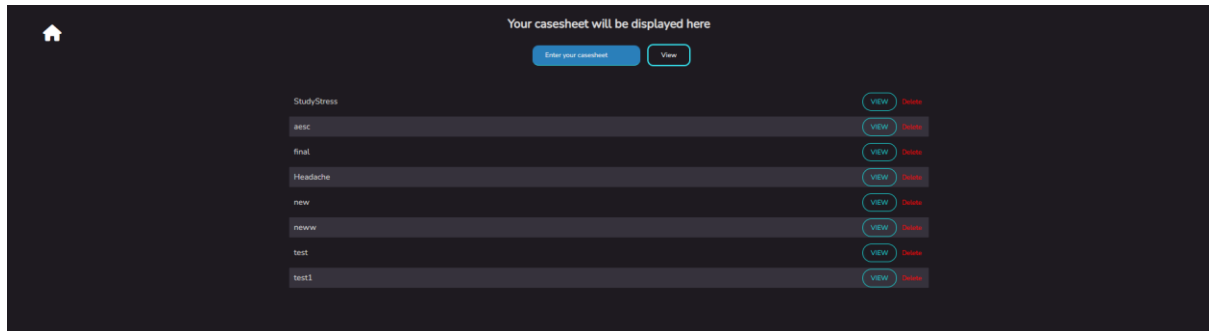 Your casesheet will be displayed here
Enter your casesheet View
StudyStress VIEW Delete
aesc VIEW Delete
final VIEW Delete
Headache VIEW Delete
new VIEW Delete
neww VIEW Delete
test VIEW Delete
test1 VIEW Delete